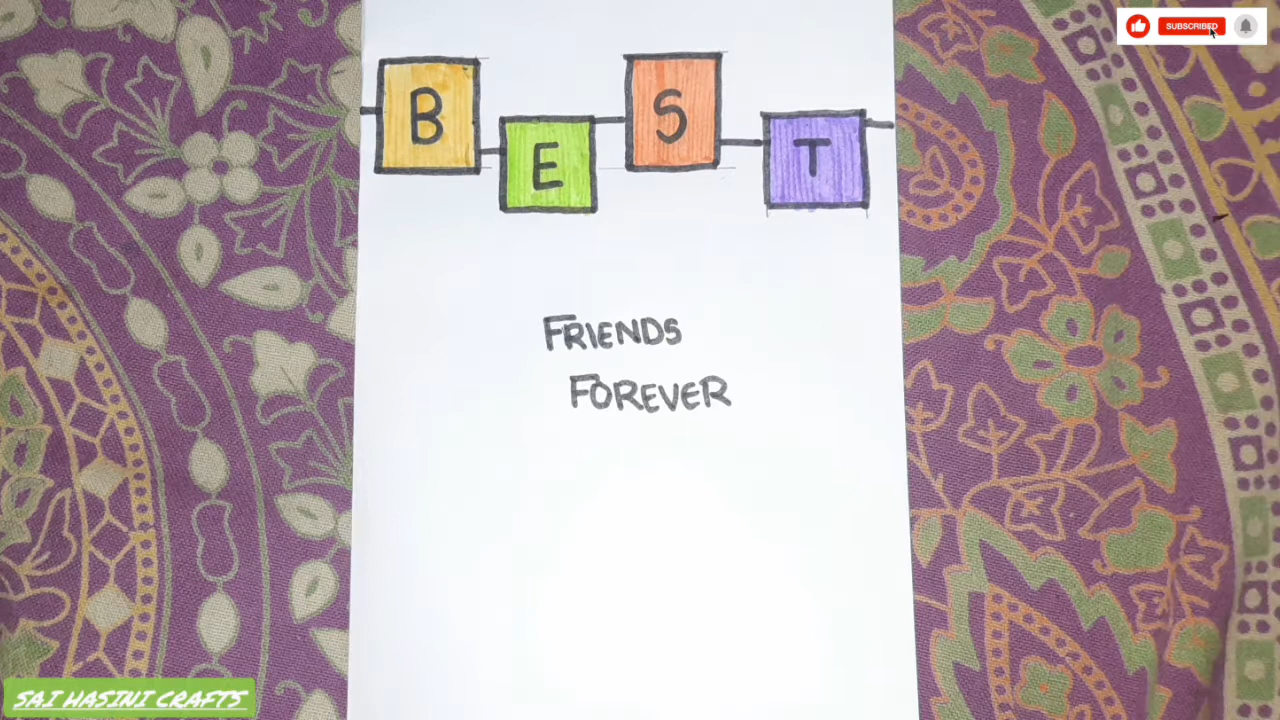 SUBSCRIBED
BEST
FRIENDS
FOREVER
SAI HASINI CRAFTS